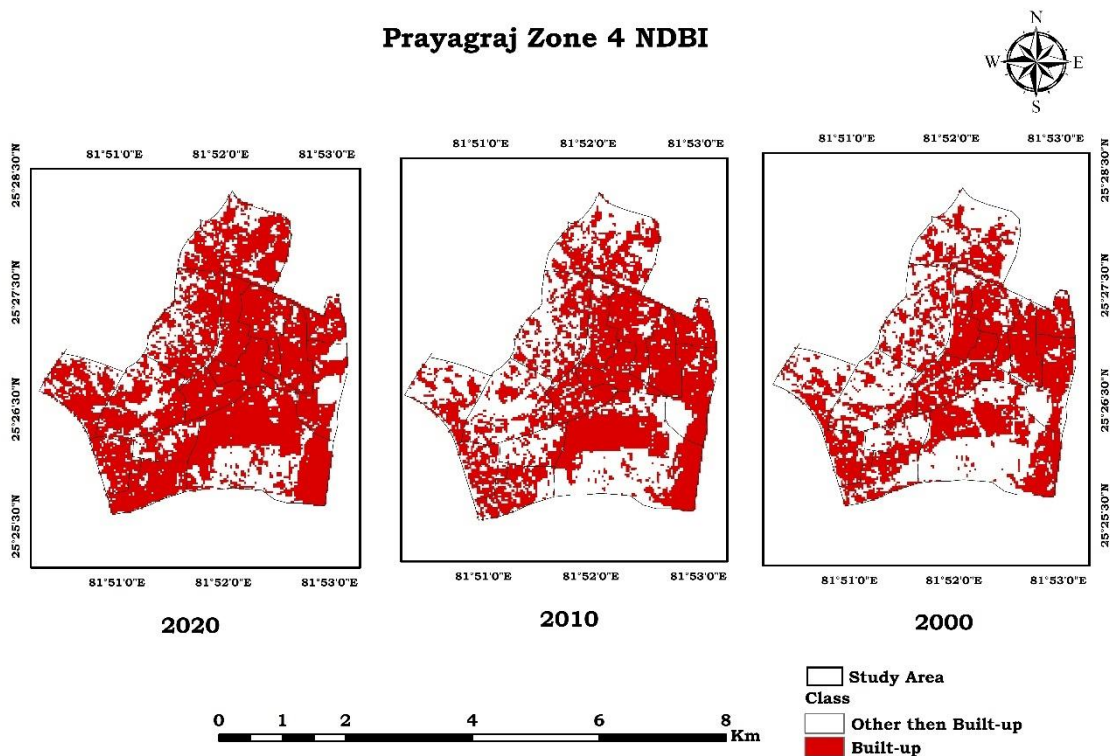 Prayagraj Zone 4 NDBI
N
W E
S
81°51'0"E 81°52'0"E 81°53'0"E
81°51'0"E 81°52'0"E 81°53'0"E
81°51'0"E 81°52'0"E 81°53'0"E
25°28'30"N
25°27'30"N
25°26'30"N
25°25'30"N
25°28'30"N
25°27'30"N
25°26'30"N
25°25'30"N
81°51'0"E 81°52'0"E 81°53'0"E
81°51'0"E 81°52'0"E 81°53'0"E
81°51'0"E 81°52'0"E 81°53'0"E
2020
2010
2000
0 1 2 4 6 8
Km
Study Area
Class
Other then Built-up
Built-up